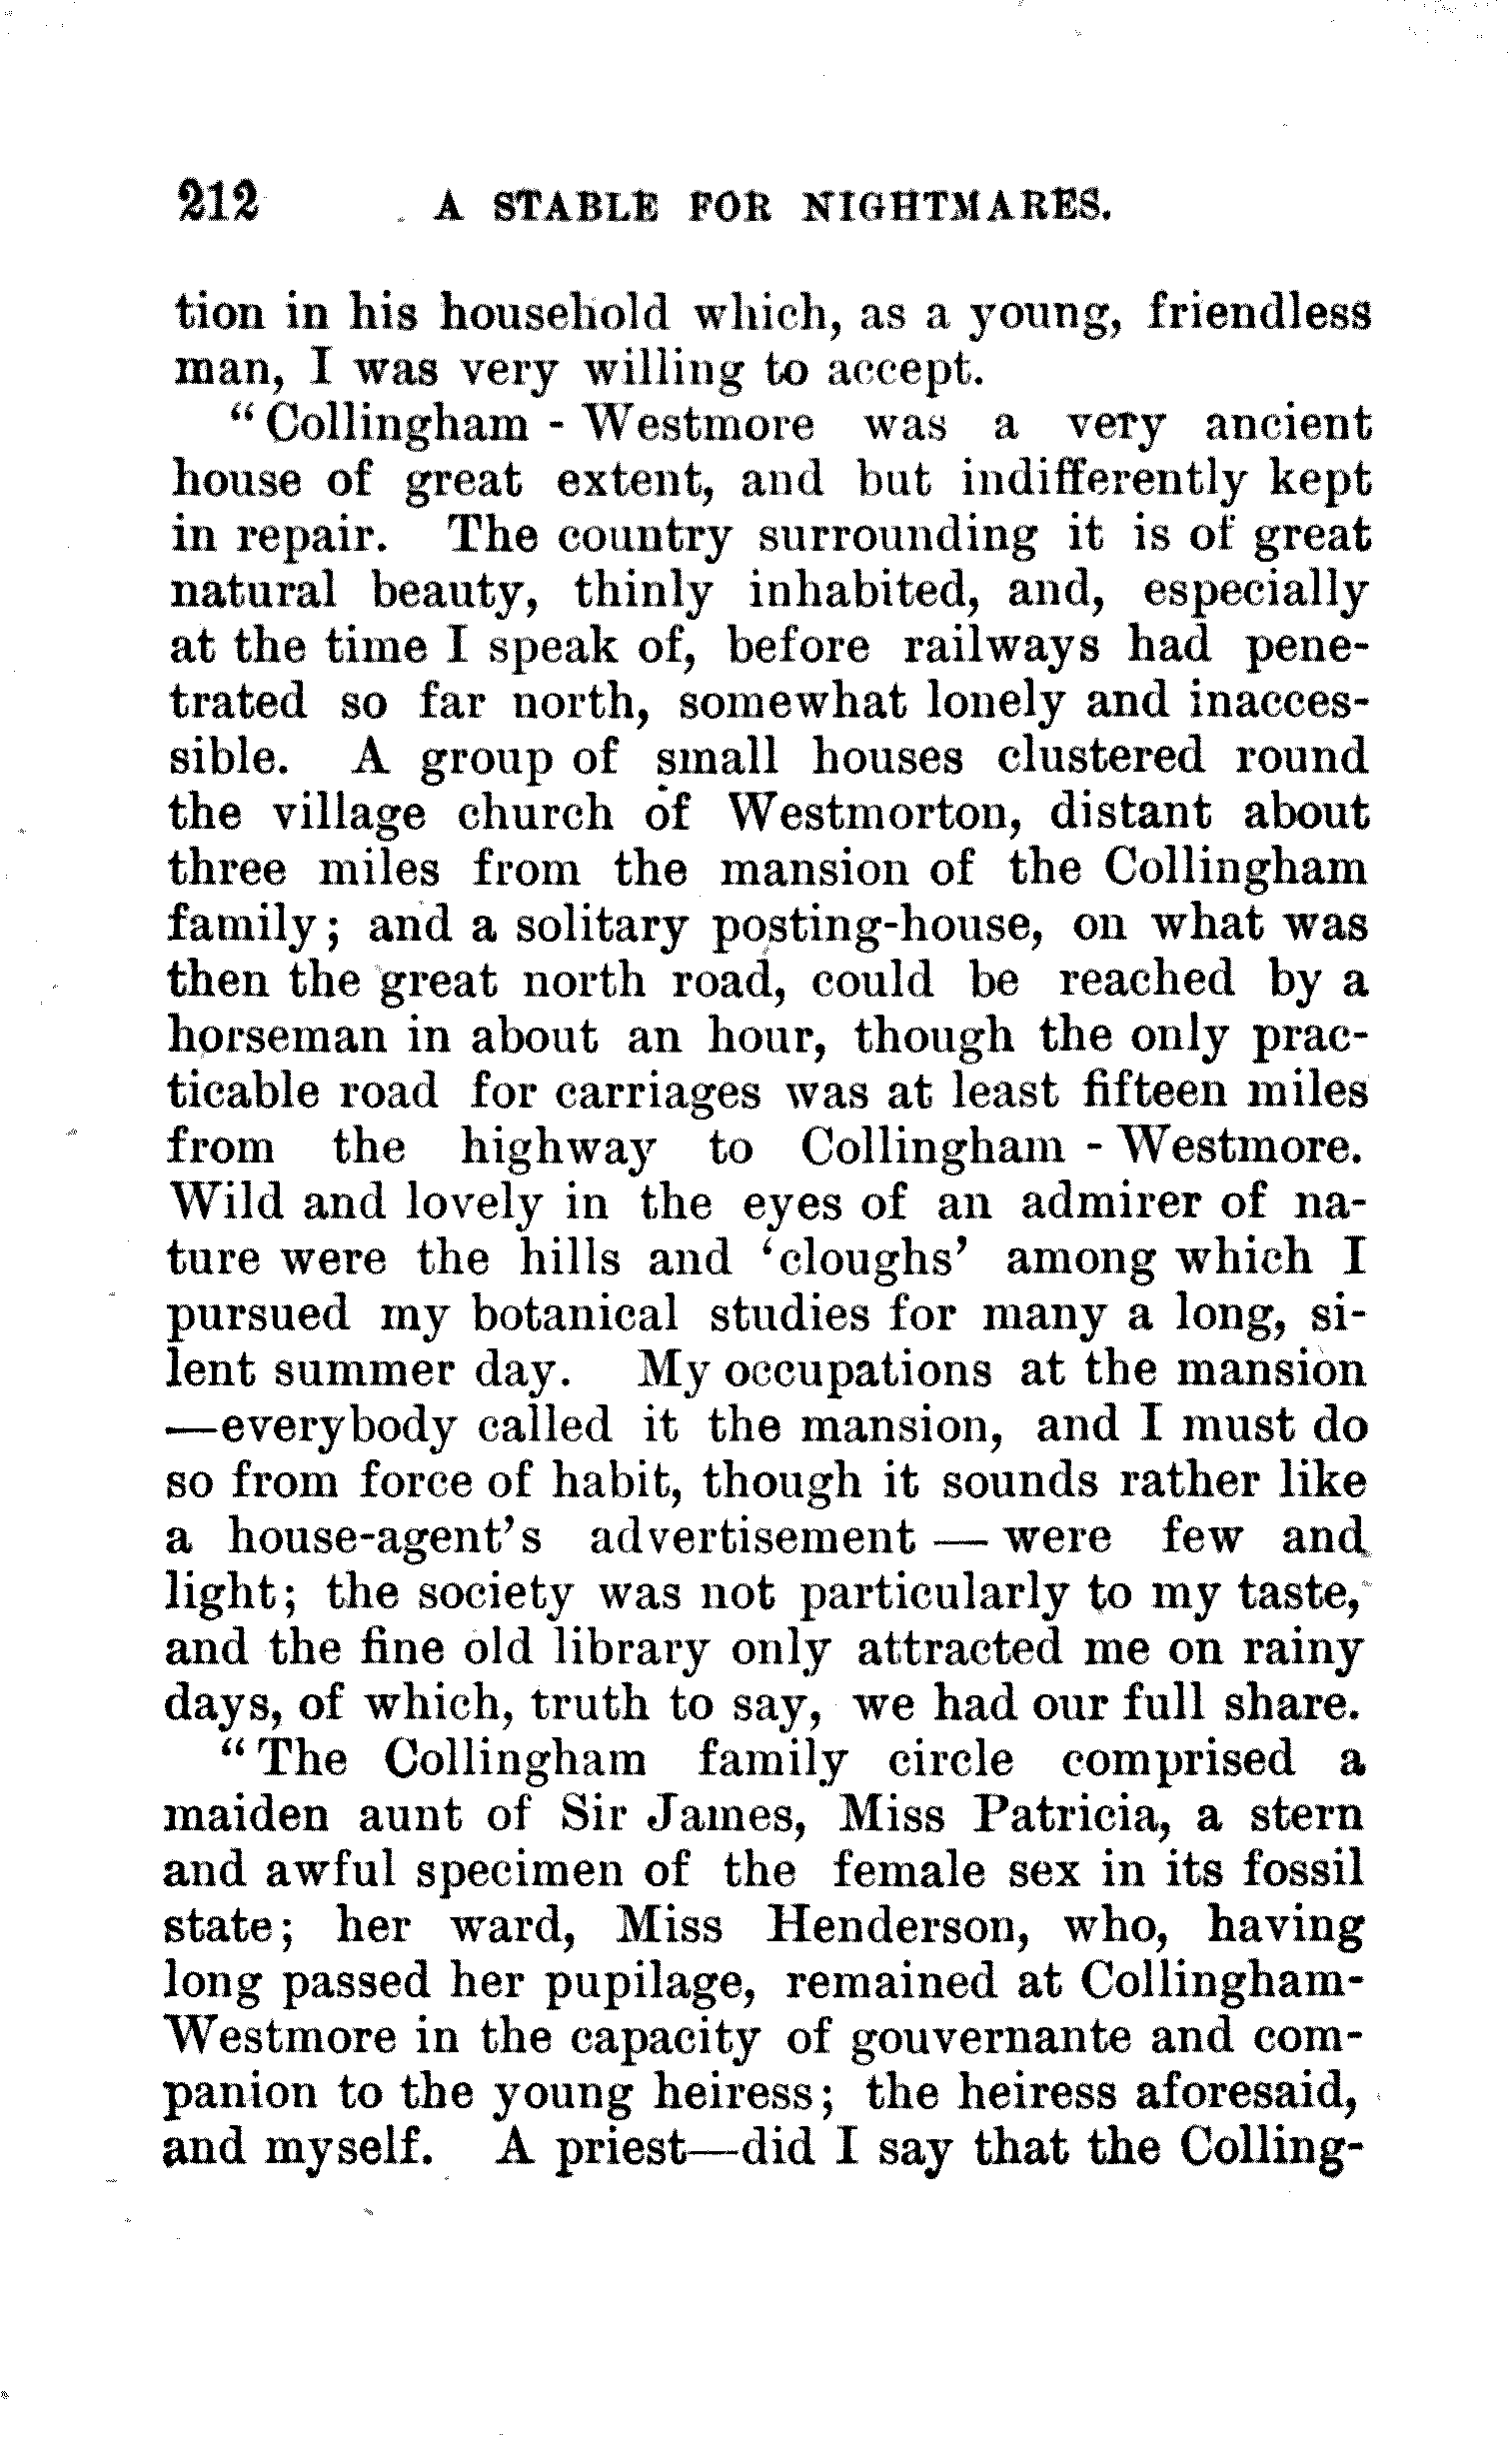 212 A STABLE FOR NIGHTMARES.
tion in his household which, as a young, friendless
man, I was very willing to accept.
“Collingham - Westmore was a very ancient
house of great extent, and but indifferently kept
in repair. The country surrounding it is of great
natural beauty, thinly inhabited, and, especially
at the time I speak of, before railways had pene-
trated so far north, somewhat lonely and inacces-
sible. A group of small houses clustered round
the village church of Westmorton, distant about
three miles from the mansion of the Collingham
family; and a solitary posting-house, on what was
then the great north road, could be reached by a
horseman in about an hour, though the only prac-
ticable road for carriages was at least fifteen miles
from the highway to Collingham - Westmore.
Wild and lovely in the eyes of an admirer of na-
ture were the hills and ‘cloughs’ among which I
pursued my botanical studies for many a long, si-
lent summer day. My occupations at the mansion
—everybody called it the mansion, and I must do
so from force of habit, though it sounds rather like
a house-agent’s advertisement — were few and
light; the society was not particularly to my taste,
and the fine old library only attracted me on rainy
days, of which, truth to say, we had our full share.
“The Collingham family circle comprised a
maiden aunt of Sir James, Miss Patricia, a stern
and awful specimen of the female sex in its fossil
state; her ward, Miss Henderson, who, having
long passed her pupilage, remained at Collingham-
Westmore in the capacity of gouvernante and com-
panion to the young heiress; the heiress aforesaid,
and myself. A priest—did I say that the Colling-